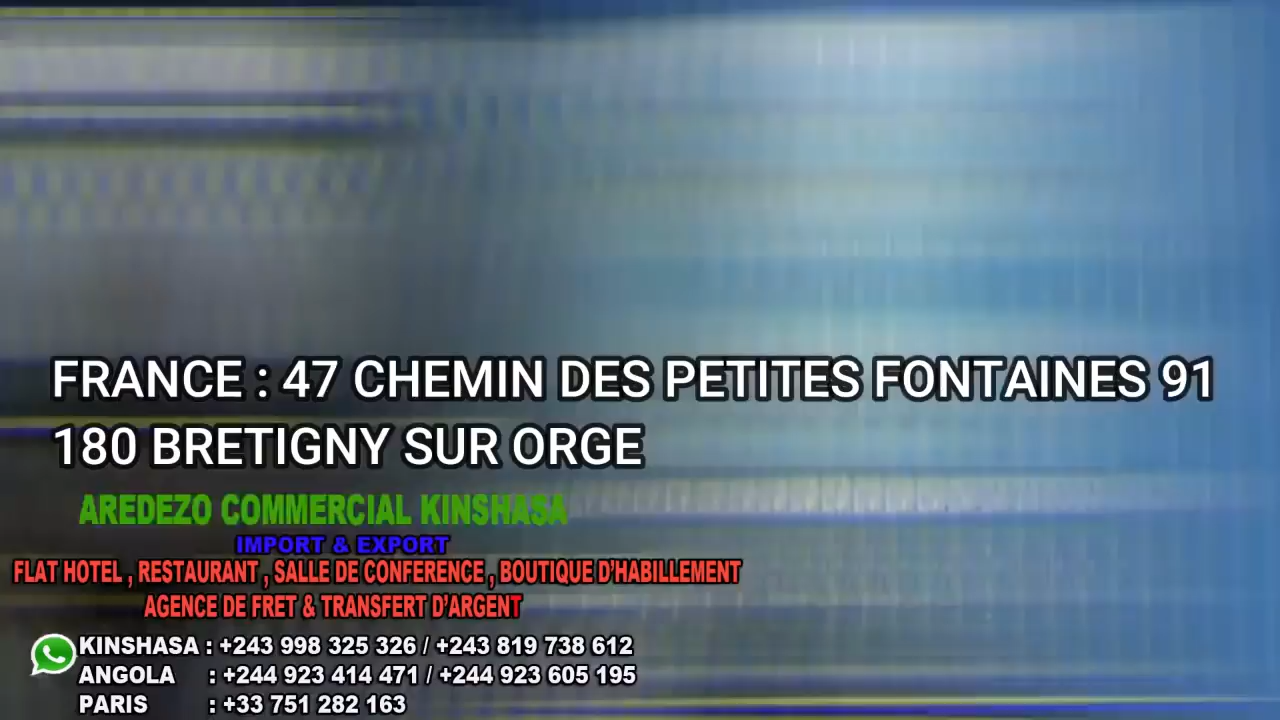 FRANCE : 47 CHEMIN DES PETITES FONTAINES 91
180 BRETIGNY SUR ORGE
AREDEZO COMMERCIAL KINSHASA
IMPORT & EXPORT
FLAT HOTEL , RESTAURANT , SALLE DE CONFERENCE , BOUTIQUE D'HABILLEMENT
AGENCE DE FRET & TRANSFERT D'ARGENT
KINSHASA : +243 998 325 326 / +243 819 738 612
ANGOLA : +244 923 414 471 / +244 923 605 195
PARIS : +33 751 282 163